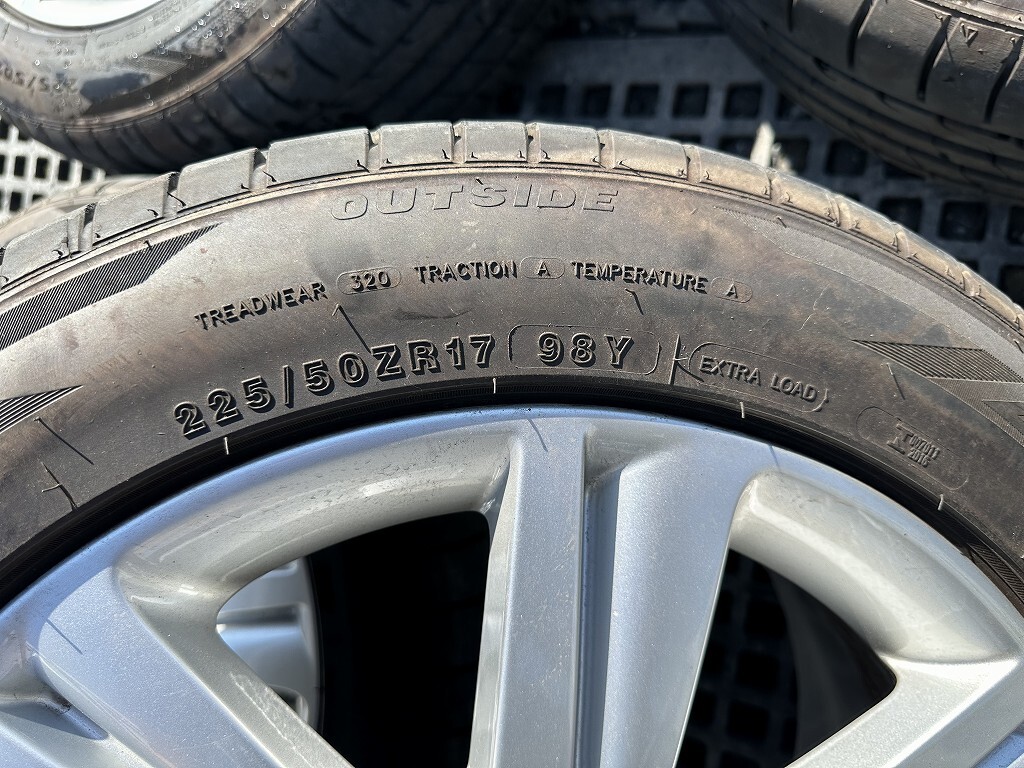 OUTSIDE
TREADWEAR 320 TRACTION A TEMPERATURE A
225/50ZR17 98Y EXTRA LOAD